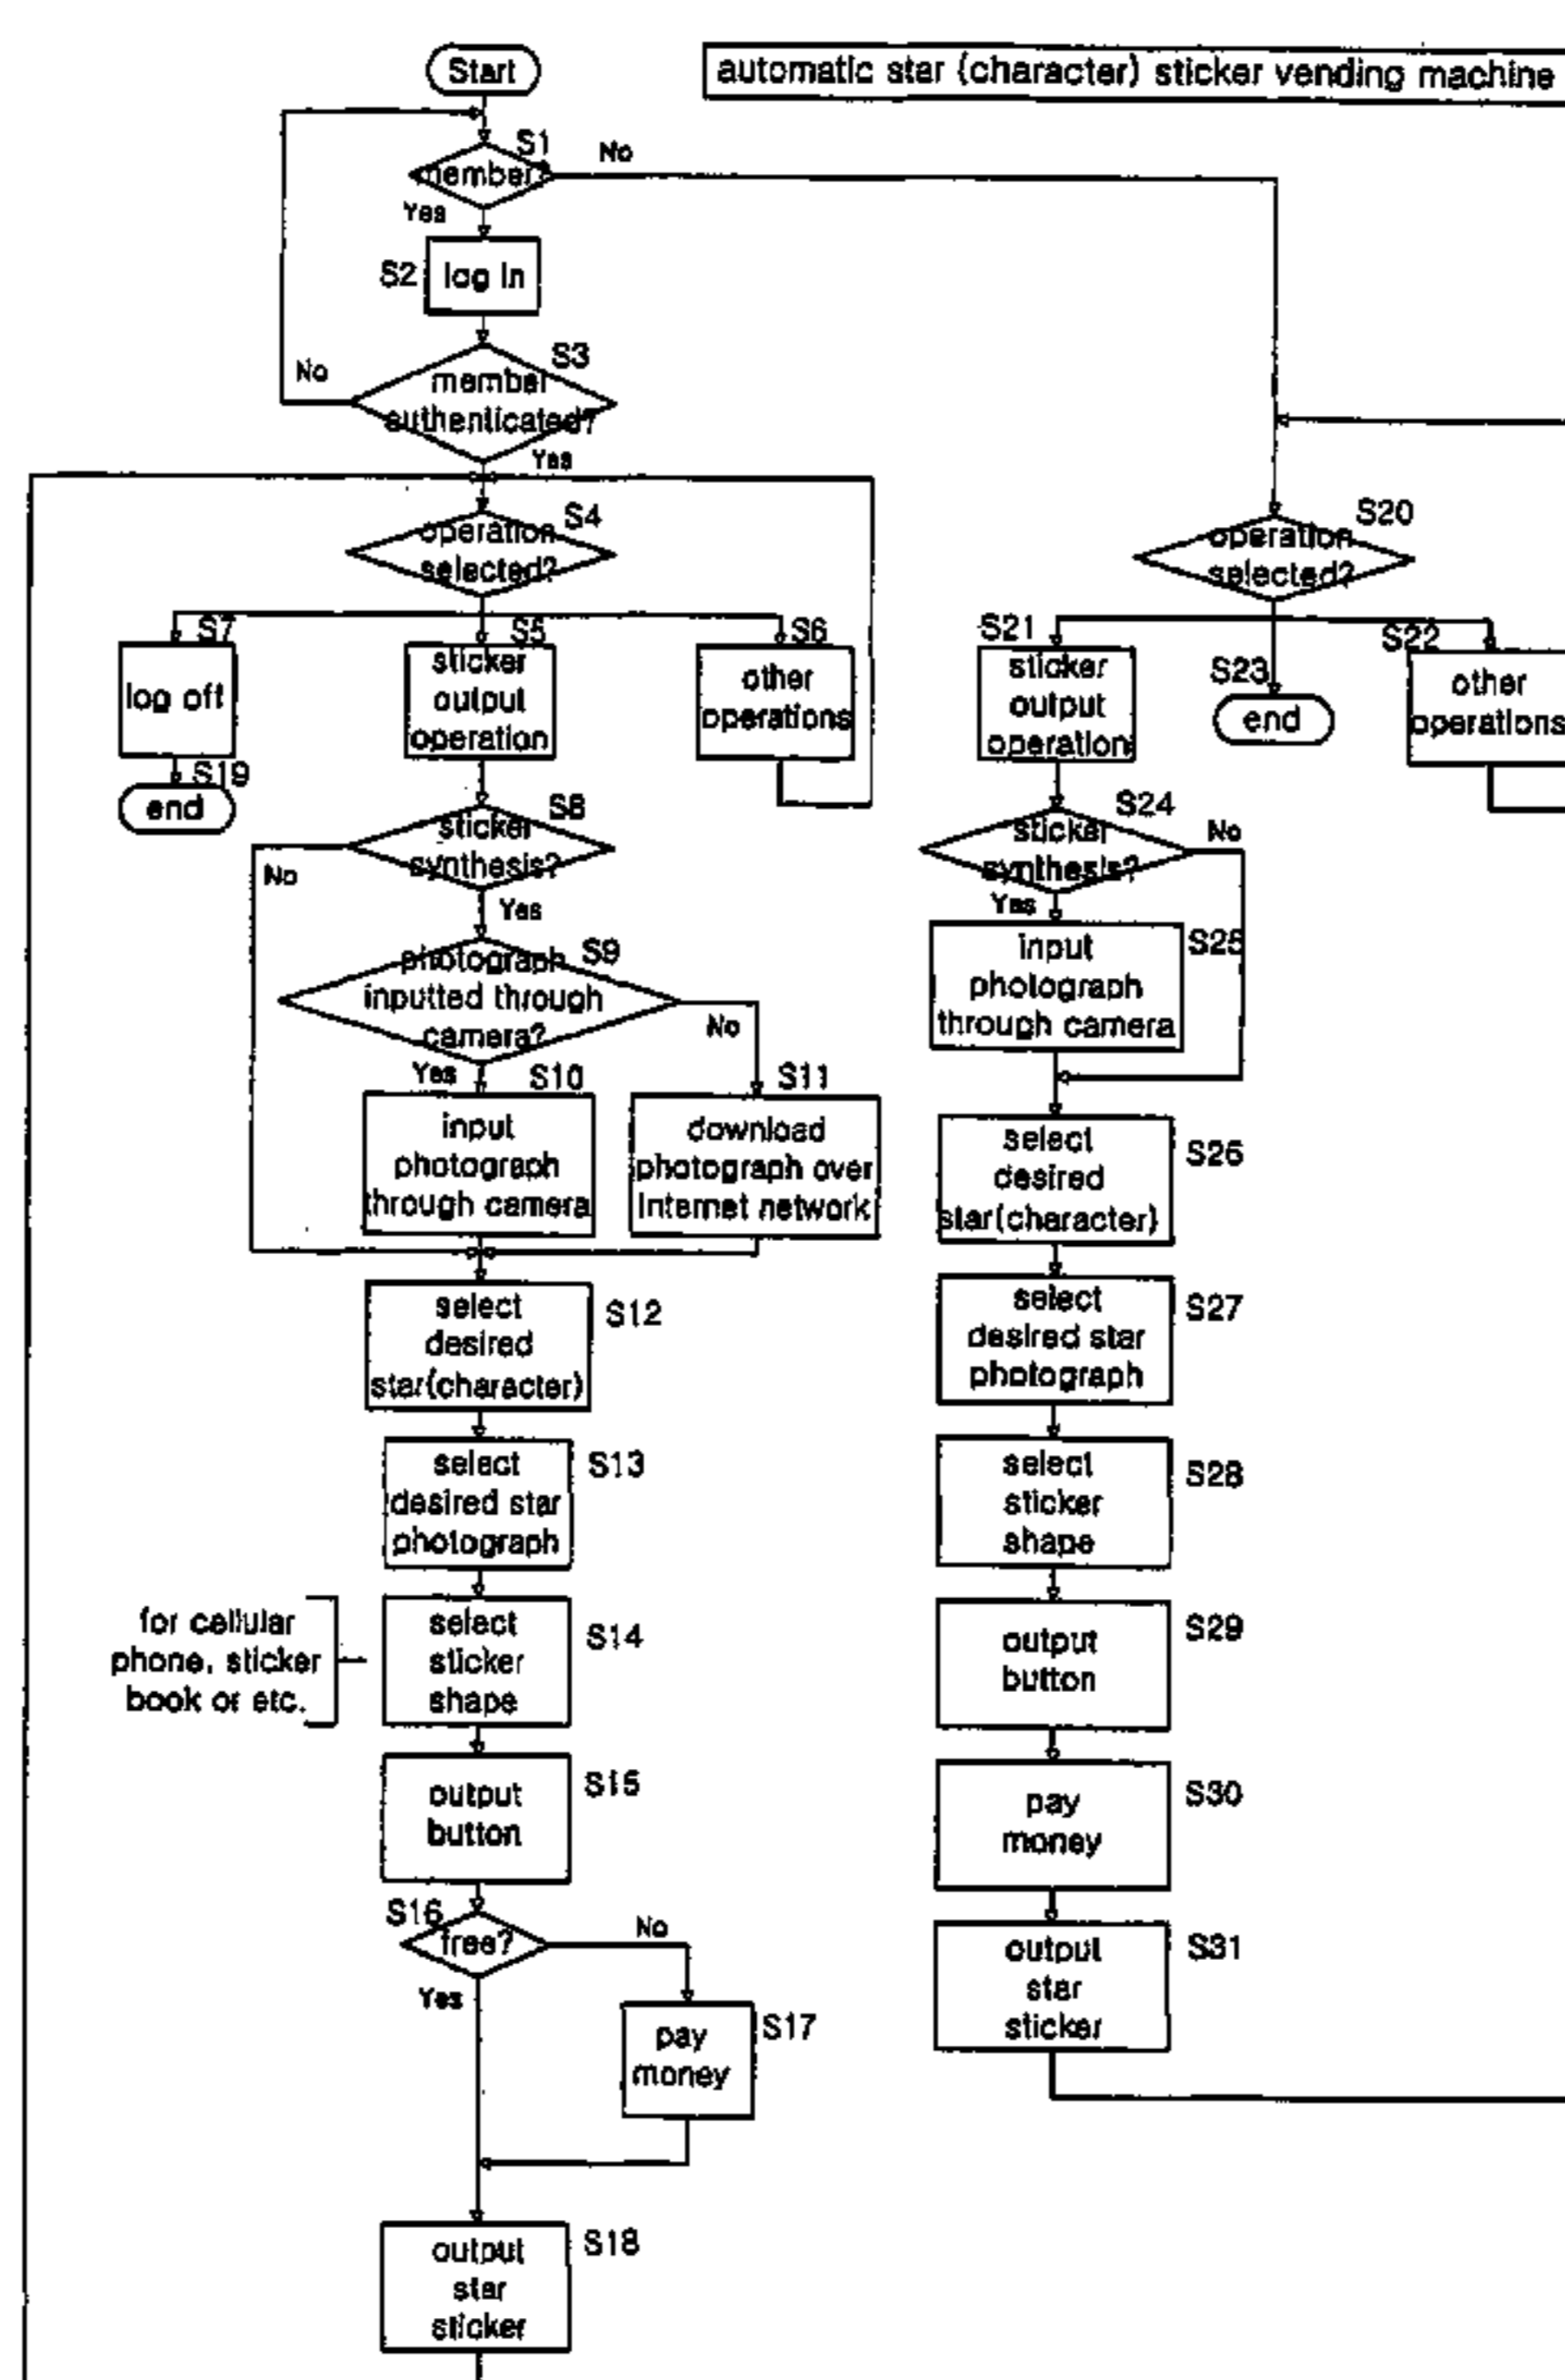 Start
automatic star (character) sticker vending machine
S1
member?
No
Yes
S2
log in
S3
member
authenticated?
No
Yes
S4
operation
selected?
S7
log off
S19
end
S5
sticker
output
operation
S6
other
operations
S8
sticker
synthesis?
No
Yes
S9
photograph
inputted through
camera?
No
Yes
S10
input
photograph
through camera
S11
download
photograph over
Internet network
select
desired
star(character)
S12
select
desired star
photograph
S13
for cellular
phone, sticker
book or etc.
select
sticker
shape
S14
output
button
S15
S16
free?
No
Yes
pay
money
S17
output
star
sticker
S18
S20
operation
selected?
S21
sticker
output
operation
S23
end
S22
other
operations
S24
sticker
synthesis?
No
Yes
input
photograph
through camera
S25
select
desired
star(character)
S26
select
desired star
photograph
S27
select
sticker
shape
S28
output
button
S29
pay
money
S30
output
star
sticker
S31